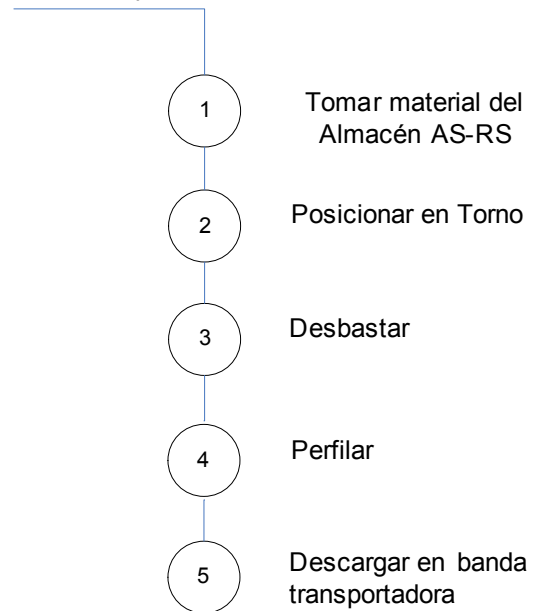 1
Tomar material del
Almacén AS-RS
2
Posicionar en Torno
3
Desbastar
4
Perfilar
5
Descargar en banda
transportadora